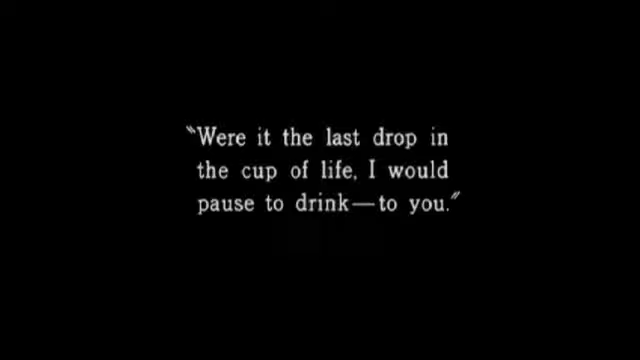 "Were it the last drop in
the cup of life, I would
pause to drink—to you."